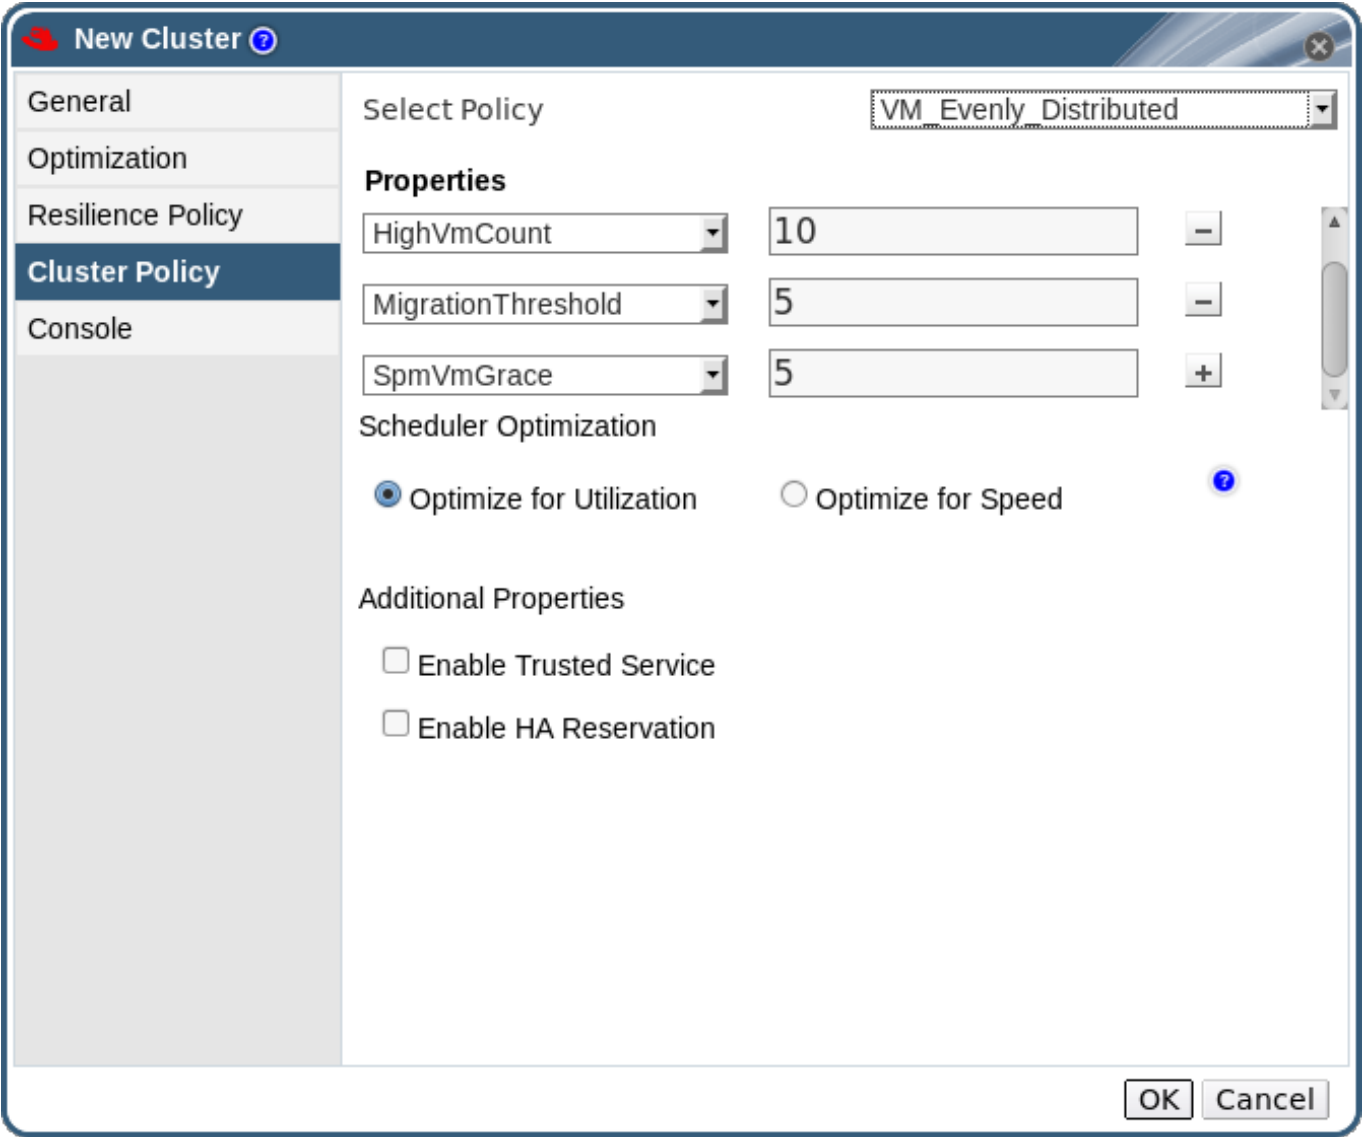 New Cluster ?
General
Optimization
Resilience Policy
Cluster Policy
Console
Select Policy VM_Evenly_Distributed
Properties
HighVmCount 10 −
MigrationThreshold 5 −
SpmVmGrace 5 +
Scheduler Optimization
Optimize for Utilization Optimize for Speed ?
Additional Properties
Enable Trusted Service
Enable HA Reservation
OK Cancel